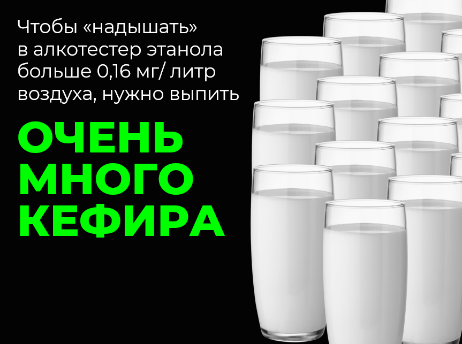 Чтобы «надышать»
в алкотестер этанола
больше 0,16 мг/ литр
воздуха, нужно выпить
ОЧЕНЬ
МНОГО
КЕФИРА